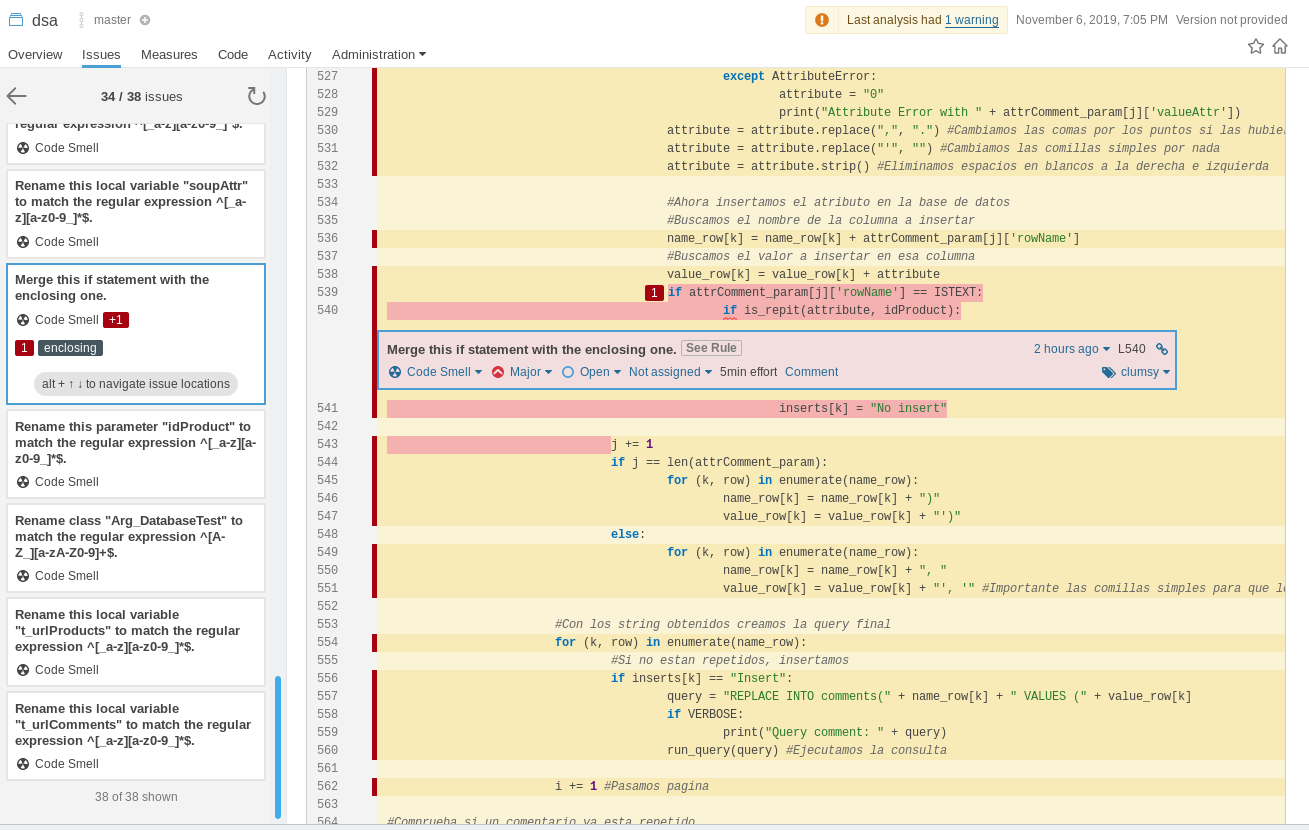 dsa master
Last analysis had 1 warning November 6, 2019, 7:05 PM Version not provided
Overview Issues Measures Code Activity Administration
34 / 38 issues
regular expression ^[_a-z][a-z0-9_]*$.
Code Smell
Rename this local variable "soupAttr"
to match the regular expression ^[_a-
z][a-z0-9_]*$.
Code Smell
Merge this if statement with the
enclosing one.
Code Smell +1
1 enclosing
alt + ↑ ↓ to navigate issue locations
Rename this parameter "idProduct" to
match the regular expression ^[_a-z][a-
z0-9_]*$.
Code Smell
Rename class "Arg_DatabaseTest" to
match the regular expression ^[A-
Z_][a-zA-Z0-9]+$.
Code Smell
Rename this local variable
"t_urlProducts" to match the regular
expression ^[_a-z][a-z0-9_]*$.
Code Smell
Rename this local variable
"t_urlComments" to match the regular
expression ^[_a-z][a-z0-9_]*$.
Code Smell
38 of 38 shown
527 except AttributeError:
528 attribute = "0"
529 print("Attribute Error with " + attrComment_param[j]['valueAttr'])
530 attribute = attribute.replace(",", ".") #Cambiamos las comas por los puntos si las
531 attribute = attribute.replace("'", "") #Cambiamos las comillas simples por nada
532 attribute = attribute.strip() #Eliminamos espacios en blancos a la derecha e izquierda
533
534 #Ahora insertamos el atributo en la base de datos
535 #Buscamos el nombre de la columna a insertar
536 name_row[k] = name_row[k] + attrComment_param[j]['rowName']
537 #Buscamos el valor a insertar en esa columna
538 value_row[k] = value_row[k] + attribute
539 1 if attrComment_param[j]['rowName'] == ISTEXT:
540 if is_repit(attribute, idProduct):
Merge this if statement with the enclosing one. See Rule 2 hours ago L540
Code Smell Major Open Not assigned 5min effort Comment clumsy
541 inserts[k] = "No insert"
542
543 j += 1
544 if j == len(attrComment_param):
545 for (k, row) in enumerate(name_row):
546 name_row[k] = name_row[k] + ")"
547 value_row[k] = value_row[k] + "')"
548 else:
549 for (k, row) in enumerate(name_row):
550 name_row[k] = name_row[k] + ", "
551 value_row[k] = value_row[k] + "', '" #Importante las comillas simples para que
552
553 #Con los string obtenidos creamos la query final
554 for (k, row) in enumerate(name_row):
555 #Si no estan repetidos, insertamos
556 if inserts[k] == "Insert":
557 query = "REPLACE INTO comments(" + name_row[k] + " VALUES (" + value_row[k]
558 if VERBOSE:
559 print("Query comment: " + query)
560 run_query(query) #Ejecutamos la consulta
561
562 i += 1 #Pasamos pagina
563
564 #Comprueba si un comentario ya esta repetido